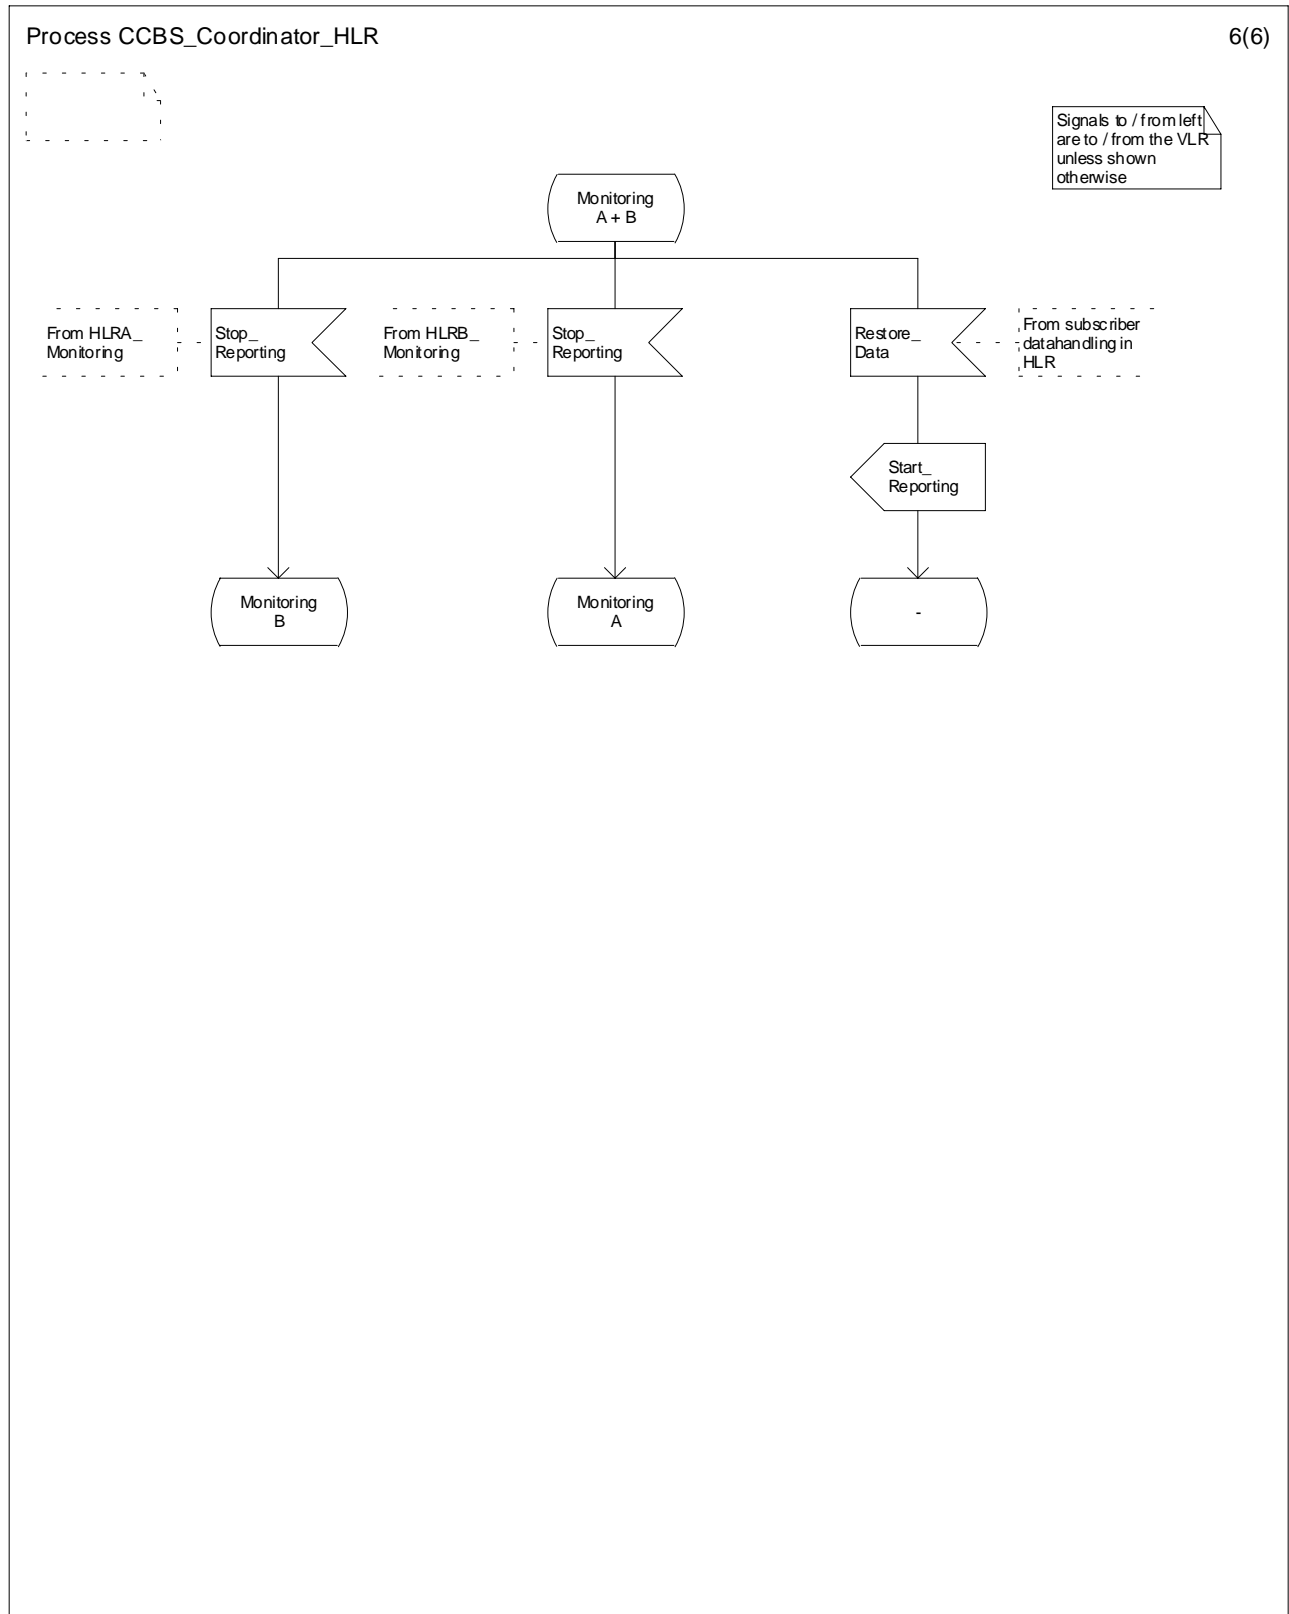 Process CCBS_Coordinator_HLR
6(6)
Signals to / from left
are to / from the VLR
unless shown
otherwise
Monitoring
A + B
From HLRA_
Monitoring
Stop_
Reporting
From HLRB_
Monitoring
Stop_
Reporting
Restore_
Data
From subscriber
datahandling in
HLR
Start_
Reporting
Monitoring
B
Monitoring
A
-